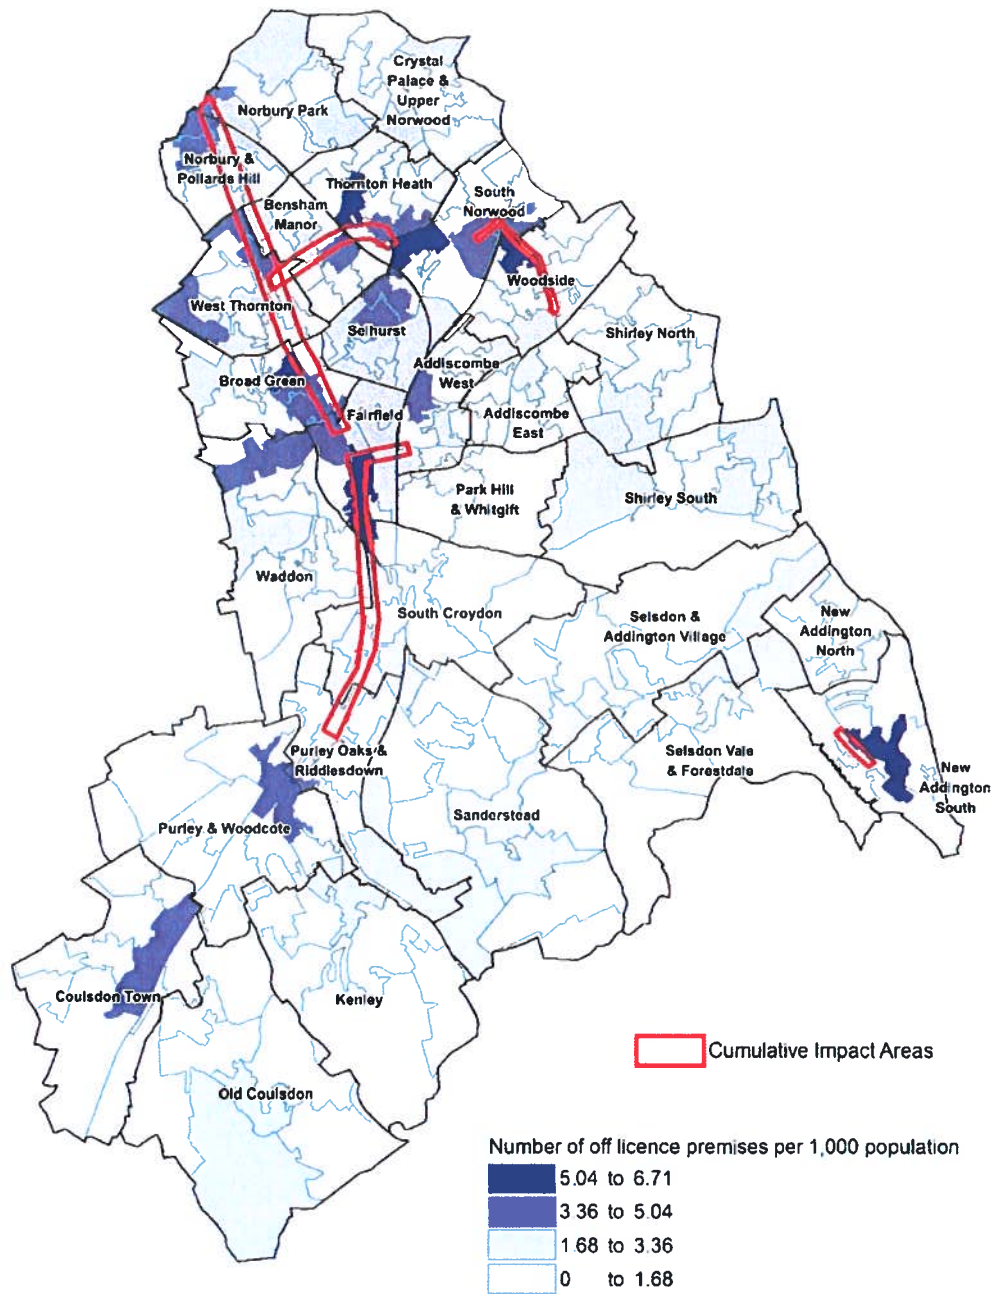 Crystal
Palace &
Upper
Norwood
Norbury Park
Norbury &
Pollards Hill
Thornton Heath
Bensham
Manor
South
Norwood
Woodside
West Thornton
Selhurst
Shirley North
Broad Green
Addiscombe
West
Fairfield
Addiscombe
East
Park Hill
& Whitgift
Shirley South
Waddon
South Croydon
Selsdon &
Addington Village
New
Addington
North
Purley Oaks &
Riddlesdown
Selsdon Vale
& Forestdale
New
Addington
South
Sanderstead
Purley & Woodcote
Coulsdon Town
Kenley
Old Coulsdon
Cumulative Impact Areas
Number of off licence premises per 1,000 population
5.04 to 6.71
3.36 to 5.04
1.68 to 3.36
0 to 1.68